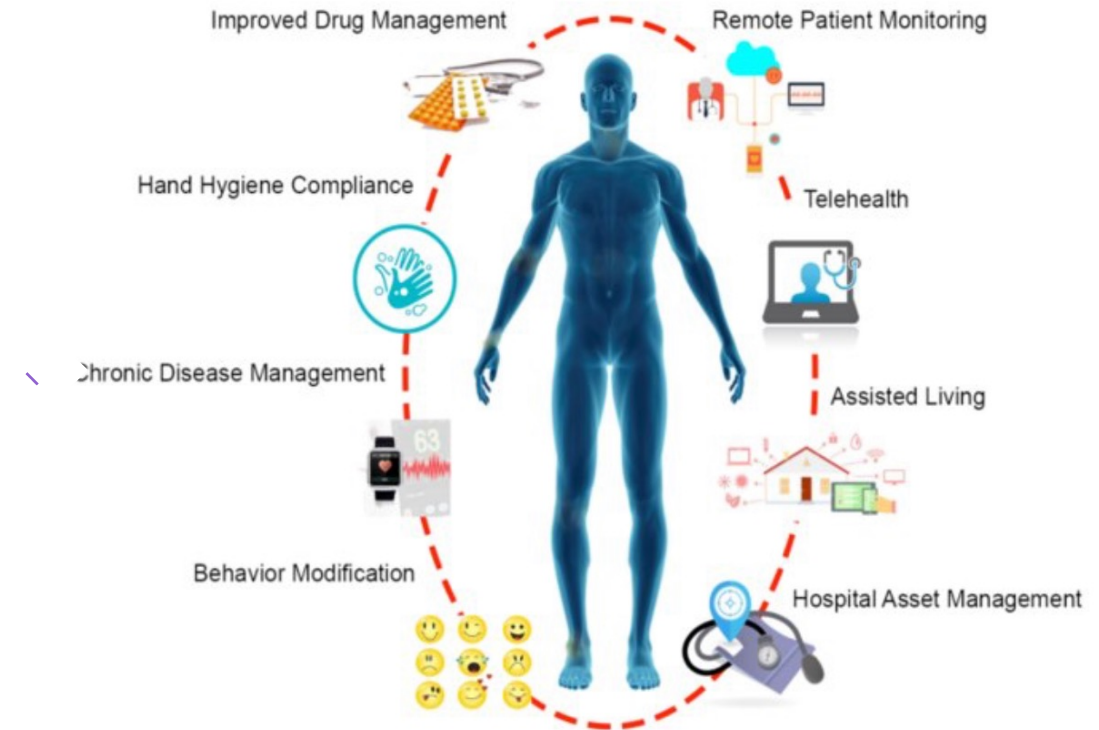 Improved Drug Management
Remote Patient Monitoring
Hand Hygiene Compliance
Telehealth
Chronic Disease Management
63
Assisted Living
Behavior Modification
Hospital Asset Management